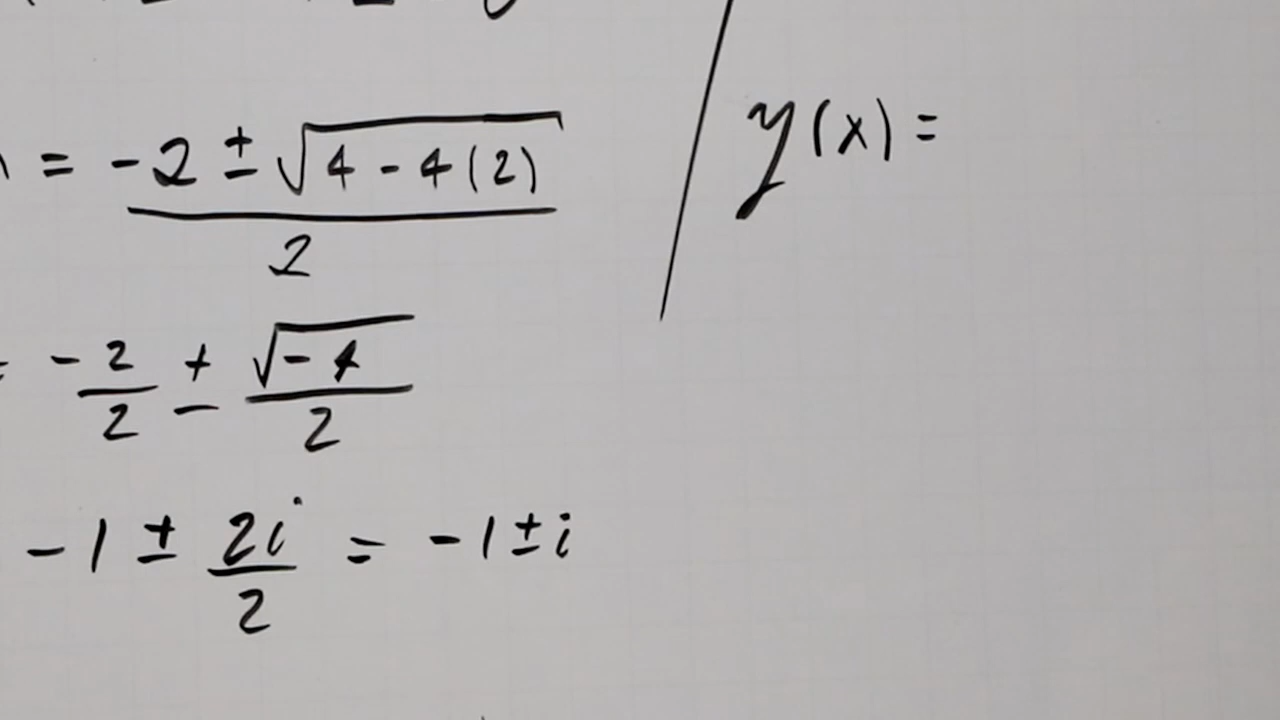 = -2 ± √4 - 4(2)
2
y(x) =
- 2/2 ± √-4/2
-1 ± 2i/2 = -1 ± i